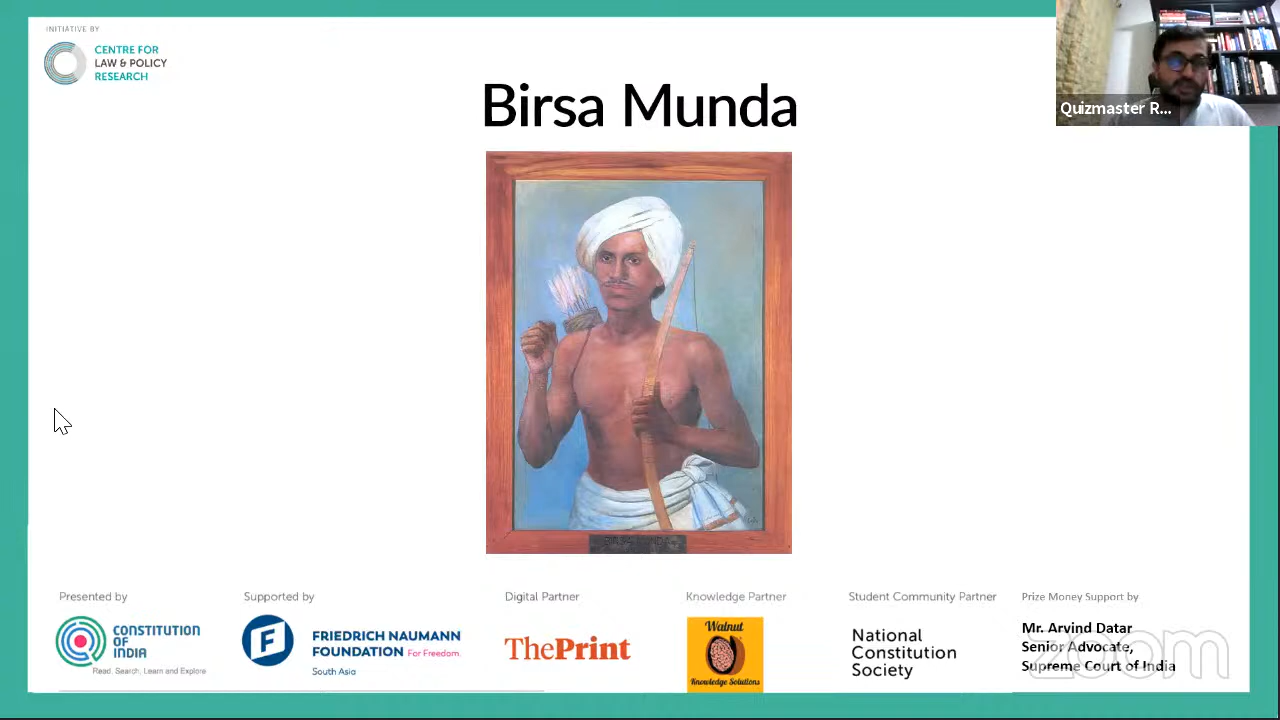 INITIATIVE BY
CENTRE FOR
LAW & POLICY
RESEARCH
Quizmaster R...
Birsa Munda
BIRSA MUNDA
Presented by
CONSTITUTION
OF
INDIA
Read, Search, Learn and Explore
Supported by
FRIEDRICH NAUMANN
FOUNDATION For Freedom.
South Asia
Digital Partner
ThePrint
Knowledge Partner
Walnut
Knowledge Solutions
Student Community Partner
National
Constitution
Society
Prize Money Support by
Mr. Arvind Datar
Senior Advocate,
Supreme Court of India
zoom